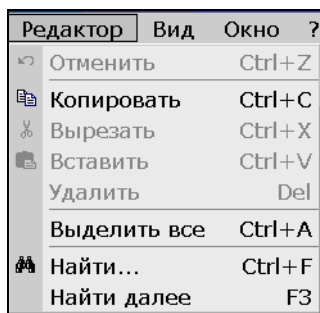 Редактор Вид Окно ?
Отменить Ctrl+Z
Копировать Ctrl+C
Вырезать Ctrl+X
Вставить Ctrl+V
Удалить Del
Выделить все Ctrl+A
Найти... Ctrl+F
Найти далее F3